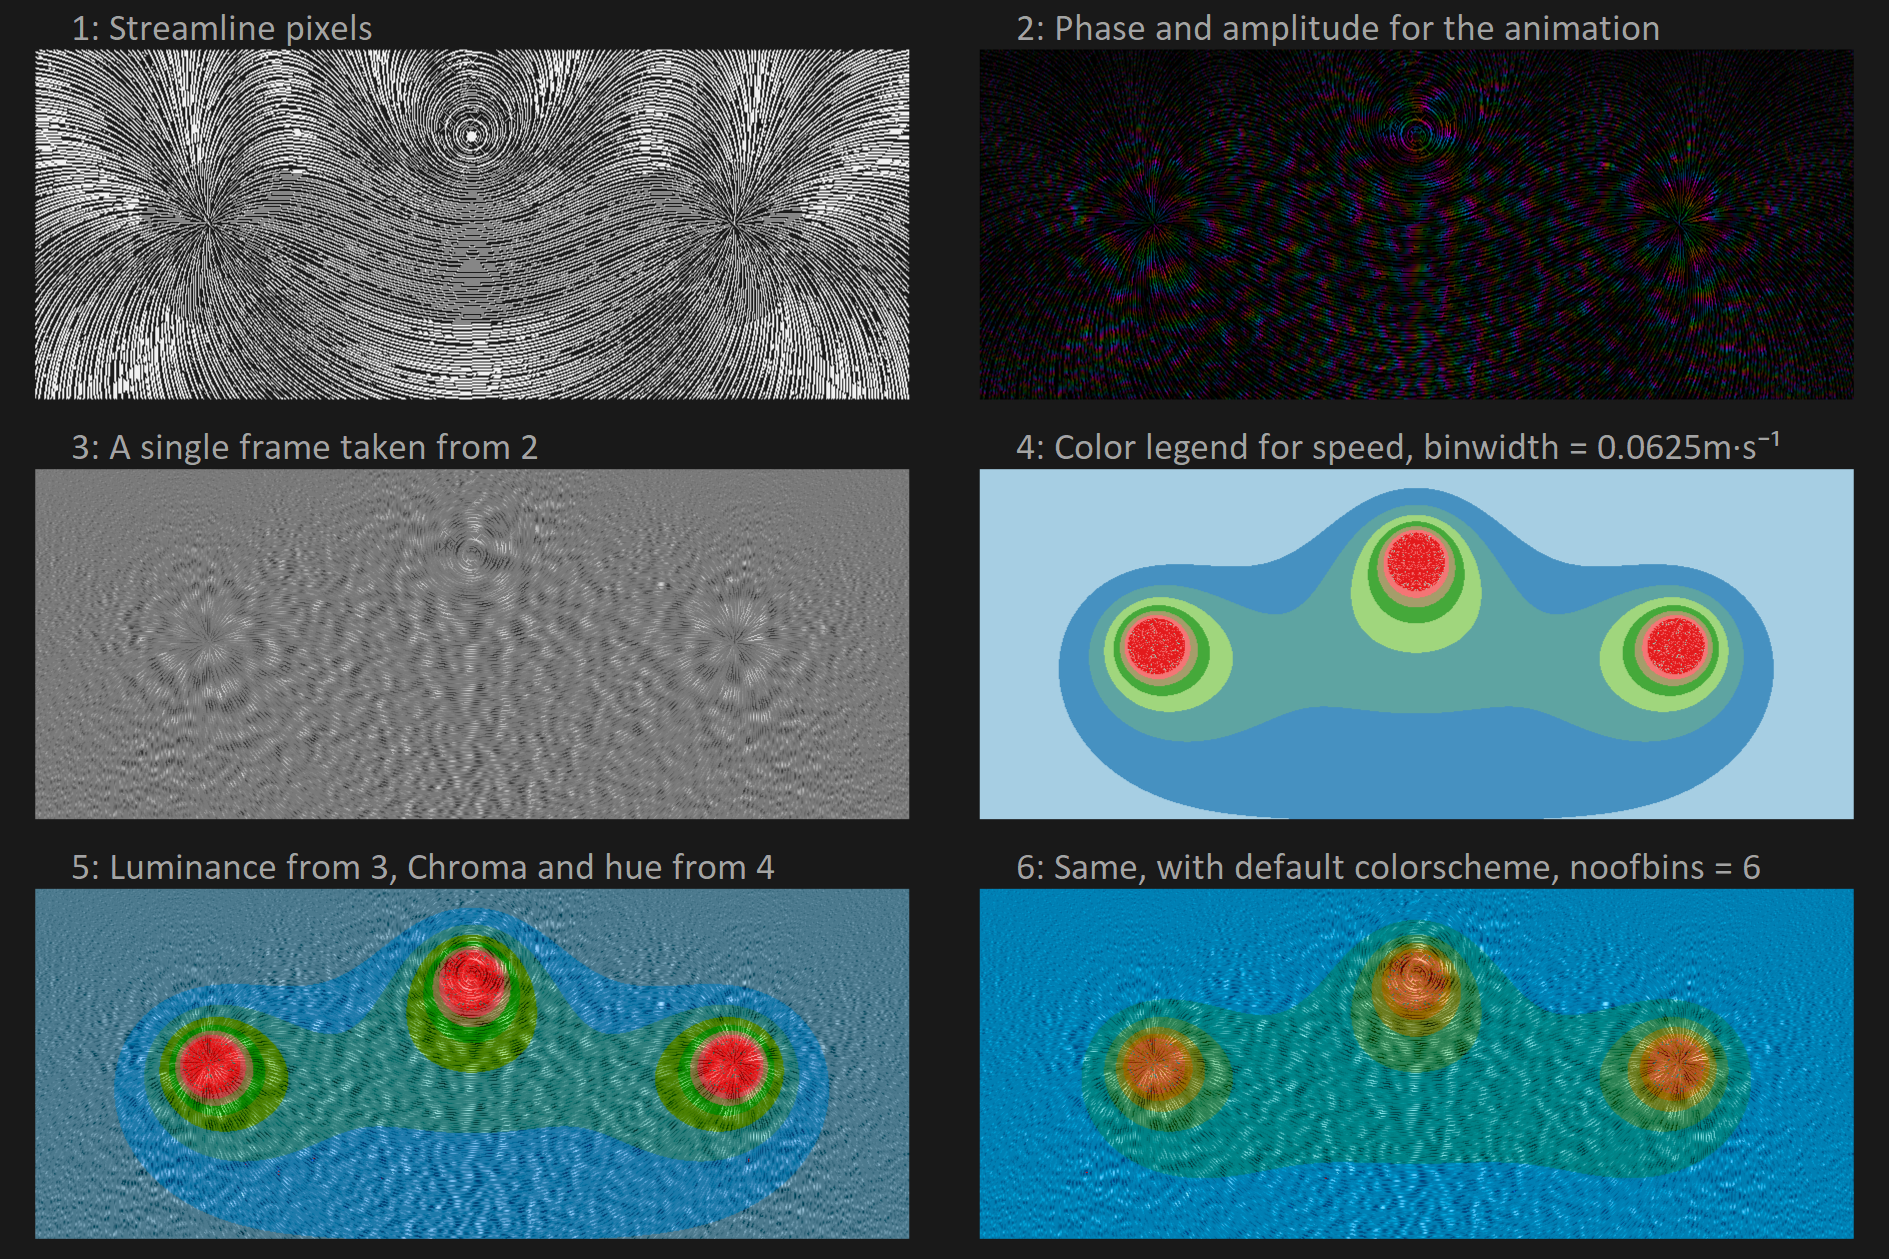 1: Streamline pixels
2: Phase and amplitude for the animation
3: A single frame taken from 2
4: Color legend for speed, binwidth = 0.0625m·s⁻¹
5: Luminance from 3, Chroma and hue from 4
6: Same, with default colorscheme, noofbins = 6